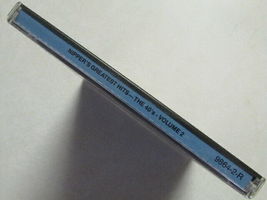 NIPPER'S GREATEST HITS—THE 40's - VOLUME 2
9864-2-R